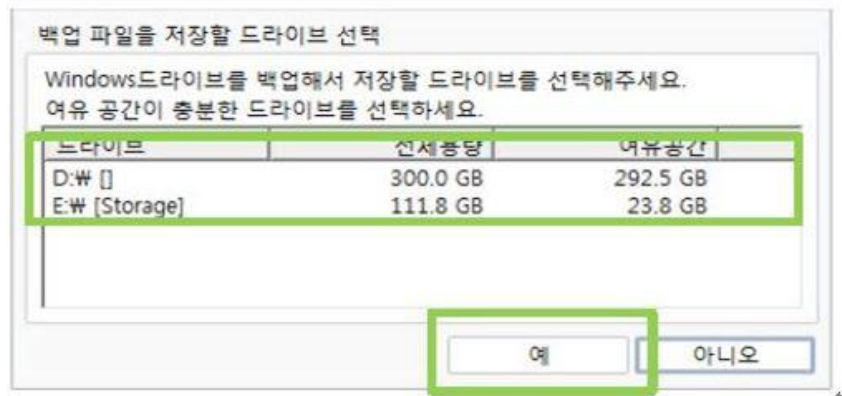 백업 파일을 저장할 드라이브 선택
Windows드라이브를 백업해서 저장할 드라이브를 선택해주세요.
여유 공간이 충분한 드라이브를 선택하세요.
드라이브 전체용량 여유공간
D:₩ [] 300.0 GB 292.5 GB
E:₩ [Storage] 111.8 GB 23.8 GB
예 아니오